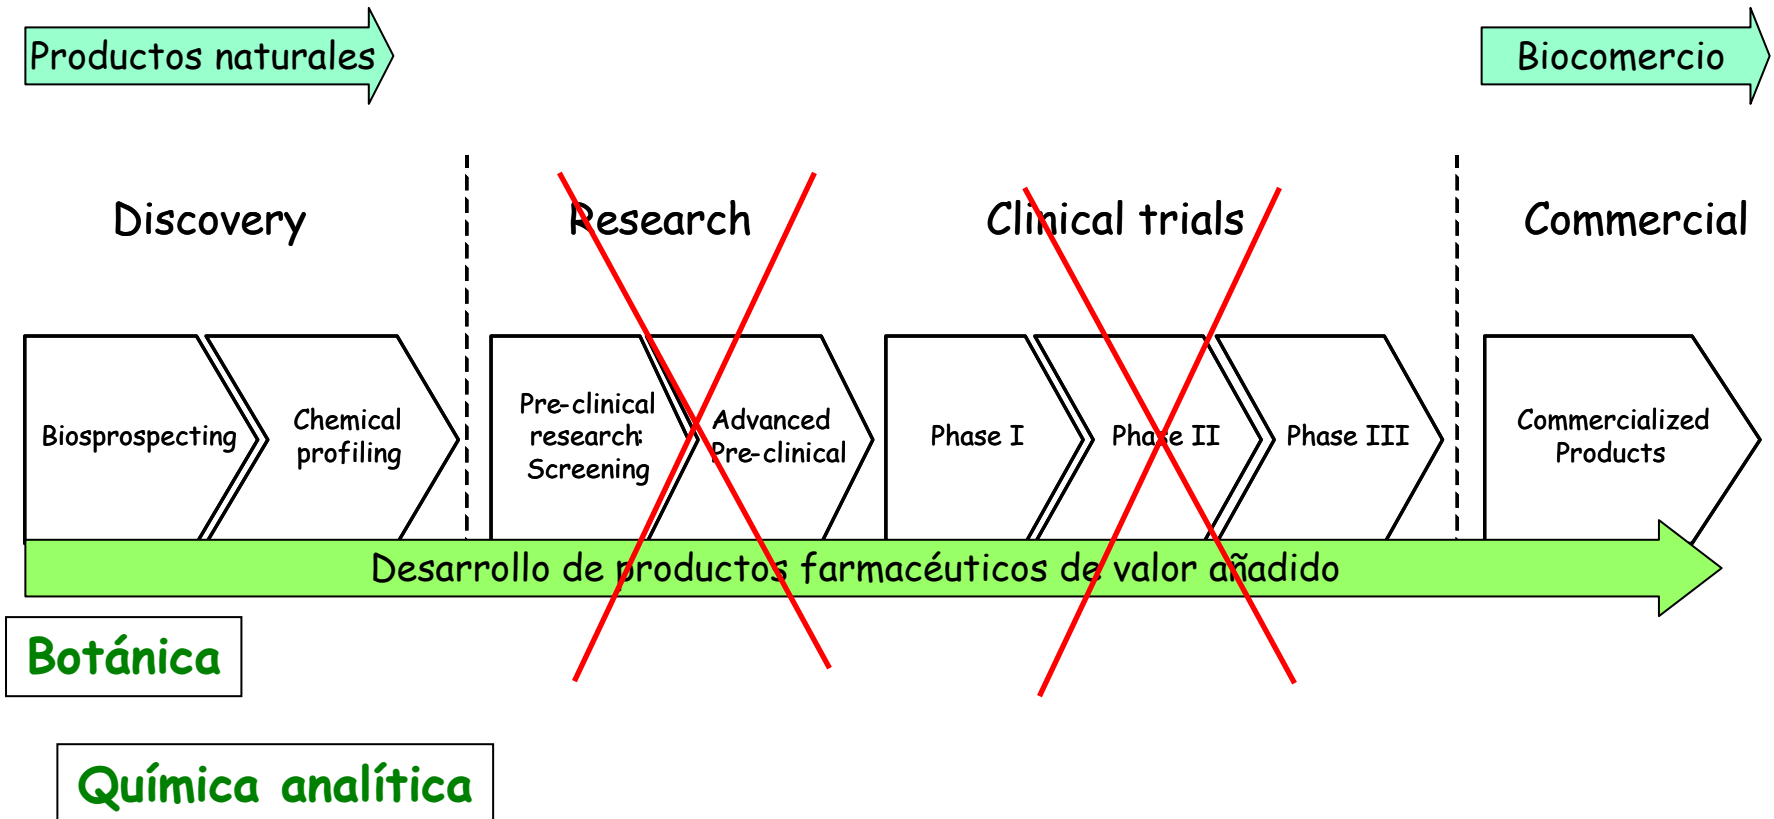 Productos naturales
Biocomercio
Discovery
Research
Clinical trials
Commercial
Biosprospecting
Chemical
profiling
Pre-clinical
research:
Screening
Advanced
Pre-clinical
Phase I
Phase II
Phase III
Commercialized
Products
Desarrollo de productos farmacéuticos de valor añadido
Botánica
Química analítica